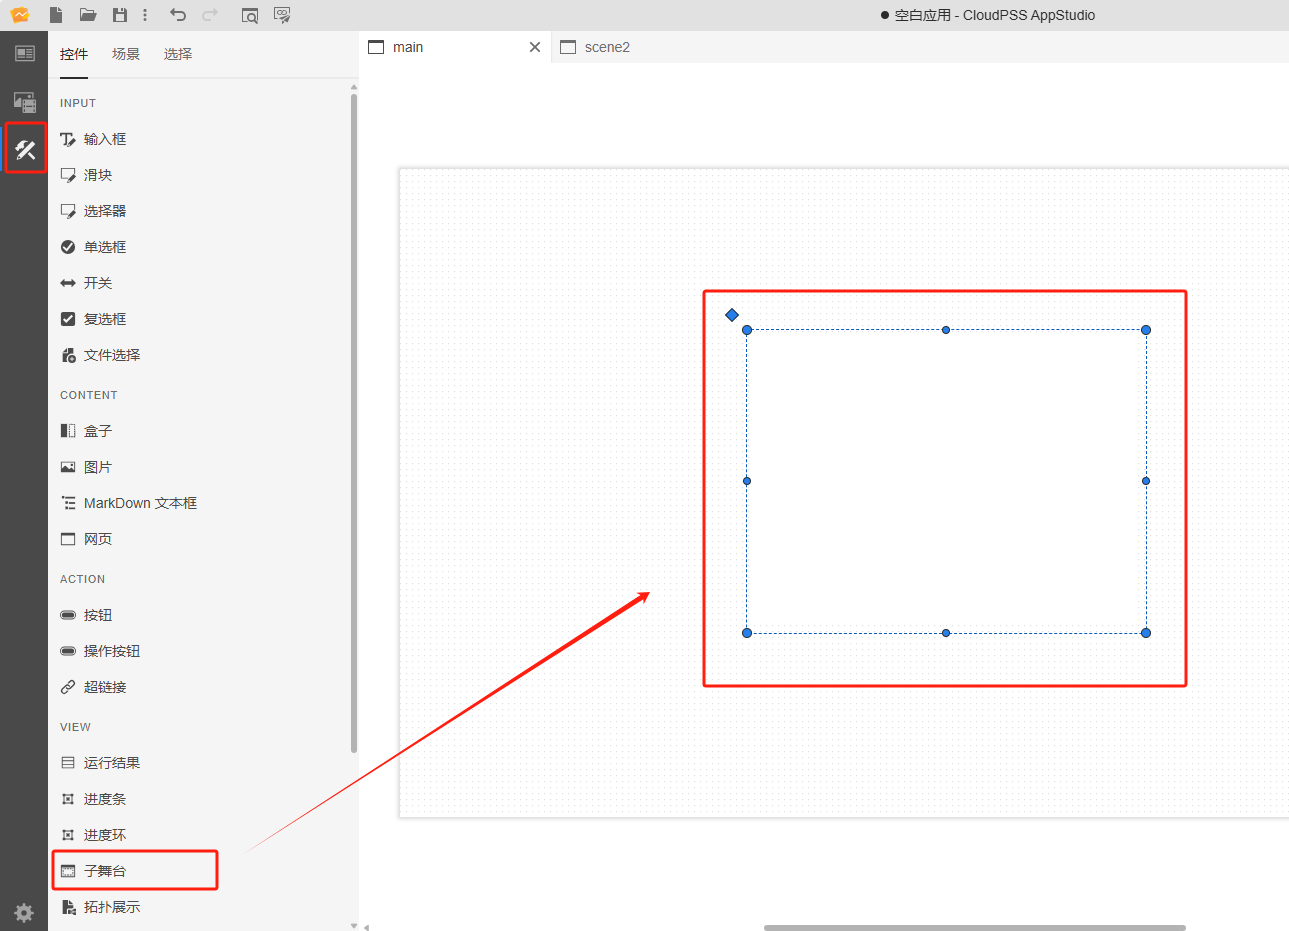 ● 空白应用 - CloudPSS AppStudio
控件 场景 选择
main
scene2
INPUT
输入框
滑块
选择器
单选框
开关
复选框
文件选择
CONTENT
盒子
图片
MarkDown 文本框
网页
ACTION
按钮
操作按钮
超链接
VIEW
运行结果
进度条
进度环
子舞台
拓扑展示